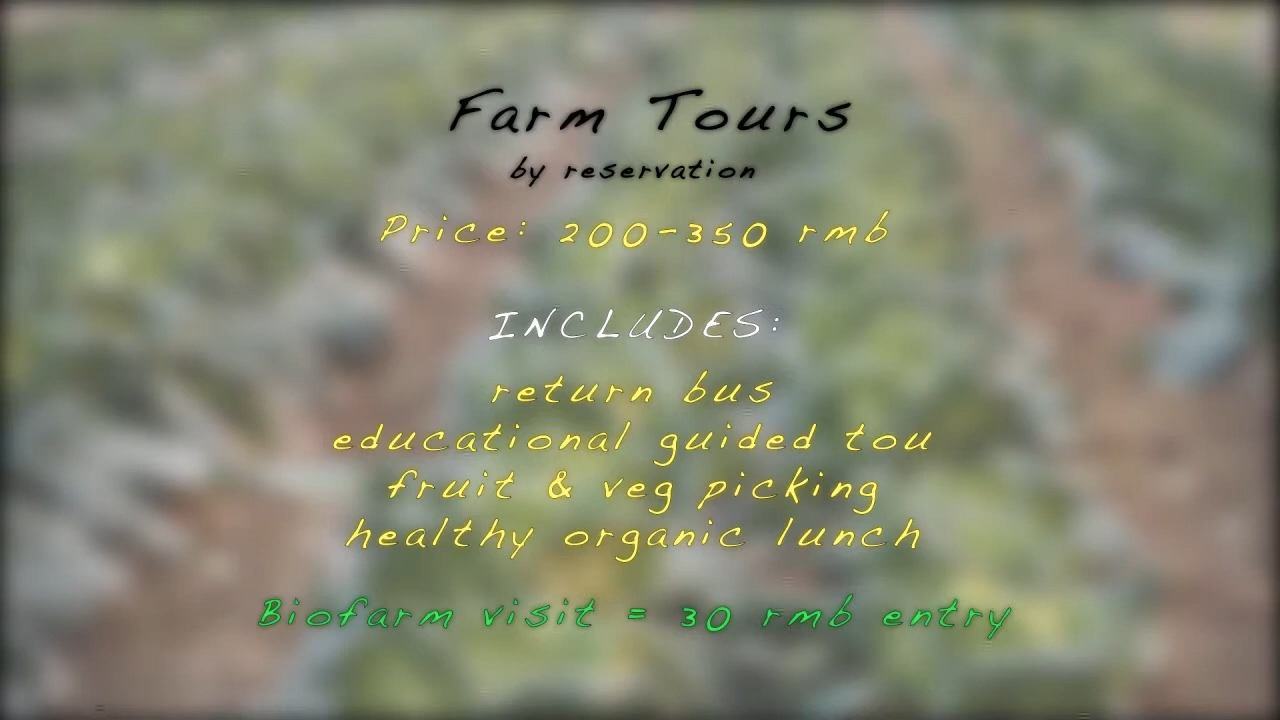 Farm Tours
by reservation
Price: 200-350 rmb
INCLUDES:
return bus
educational guided tou
fruit & veg picking
healthy organic lunch
Biofarm visit = 30 rmb entry